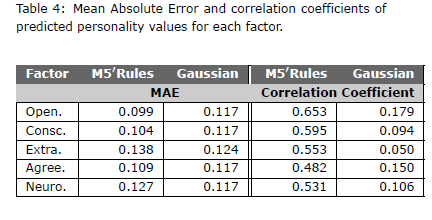 Table 4: Mean Absolute Error and correlation coefficients of
predicted personality values for each factor.
Factor M5′Rules Gaussian M5′Rules Gaussian
MAE Correlation Coefficient
Open. 0.099 0.117 0.653 0.179
Consc. 0.104 0.117 0.595 0.094
Extra. 0.138 0.124 0.553 0.050
Agree. 0.109 0.117 0.482 0.150
Neuro. 0.127 0.117 0.531 0.106